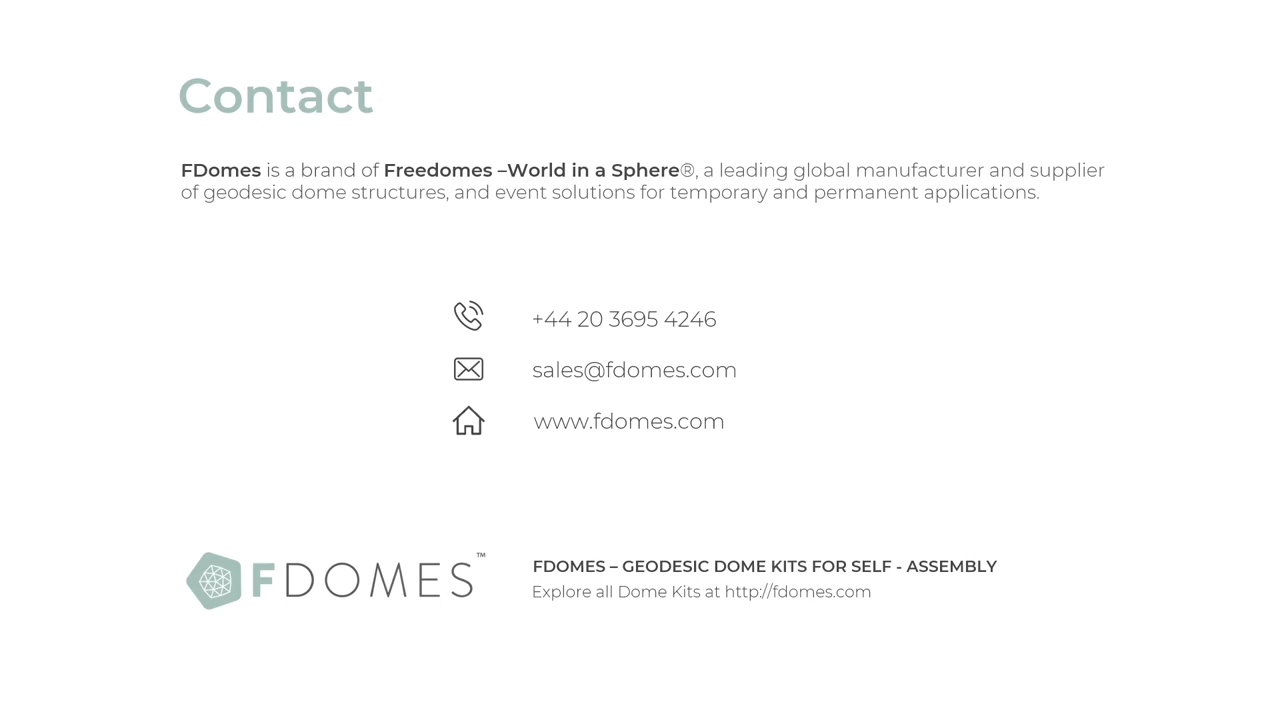 Contact
FDomes is a brand of Freedomes –World in a Sphere®, a leading global manufacturer and supplier
of geodesic dome structures, and event solutions for temporary and permanent applications.
+44 20 3695 4246
sales@fdomes.com
www.fdomes.com
FDOMES™
FDOMES – GEODESIC DOME KITS FOR SELF - ASSEMBLY
Explore all Dome Kits at http://fdomes.com